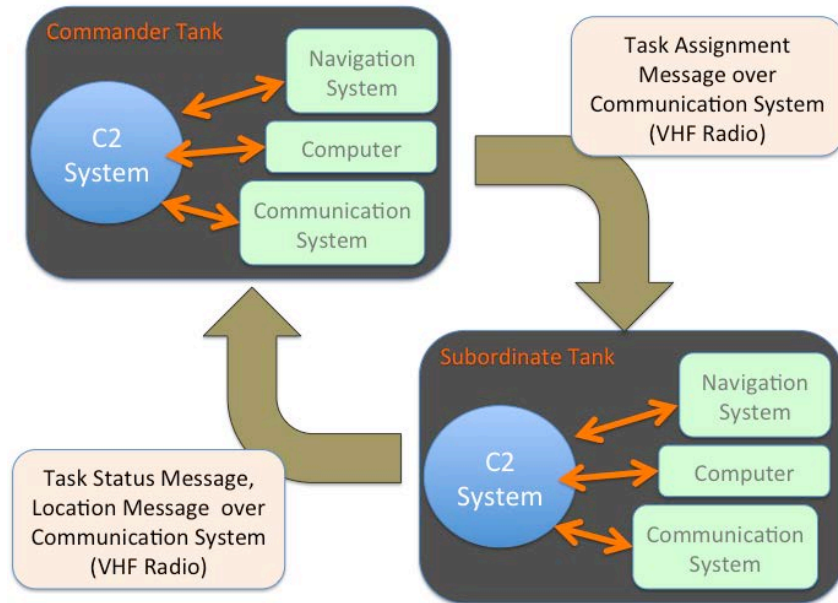 Commander Tank
C2
System
Navigation
System
Computer
Communication
System
Task Assignment
Message over
Communication System
(VHF Radio)
Subordinate Tank
C2
System
Navigation
System
Computer
Communication
System
Task Status Message,
Location Message over
Communication System
(VHF Radio)